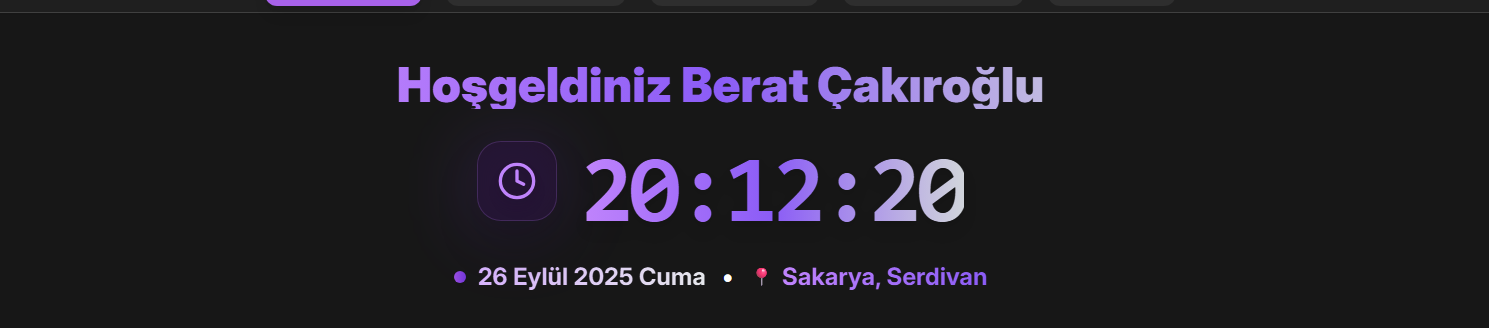 Hoşgeldiniz Berat Çakıroğlu
20:12:20
26 Eylül 2025 Cuma • 📍 Sakarya, Serdivan